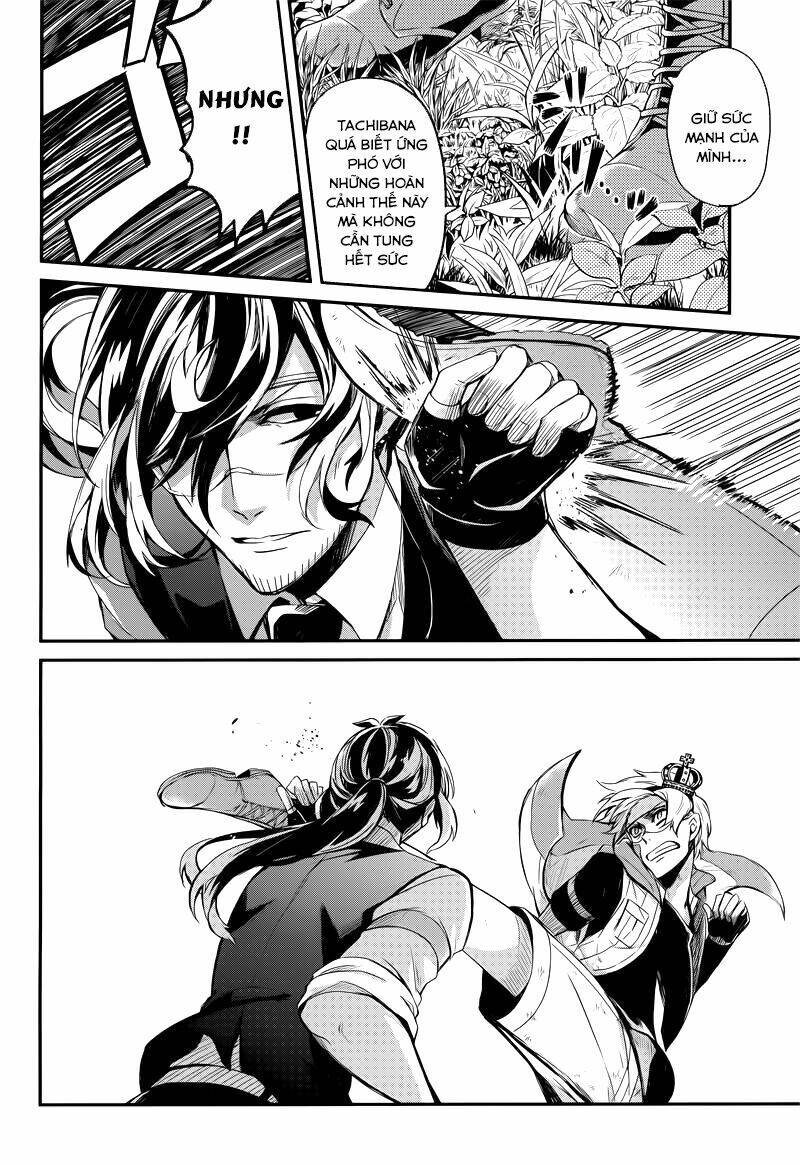 GIỮ SỨC
MẠNH CỦA
MÌNH...
TACHIBANA
QUÁ BIẾT ỨNG
PHÓ VỚI
NHỮNG HOÀN
CẢNH THẾ NÀY
MÃ KHÔNG
CẦN TUNG
HẾT SỨC
NHƯNG
!!